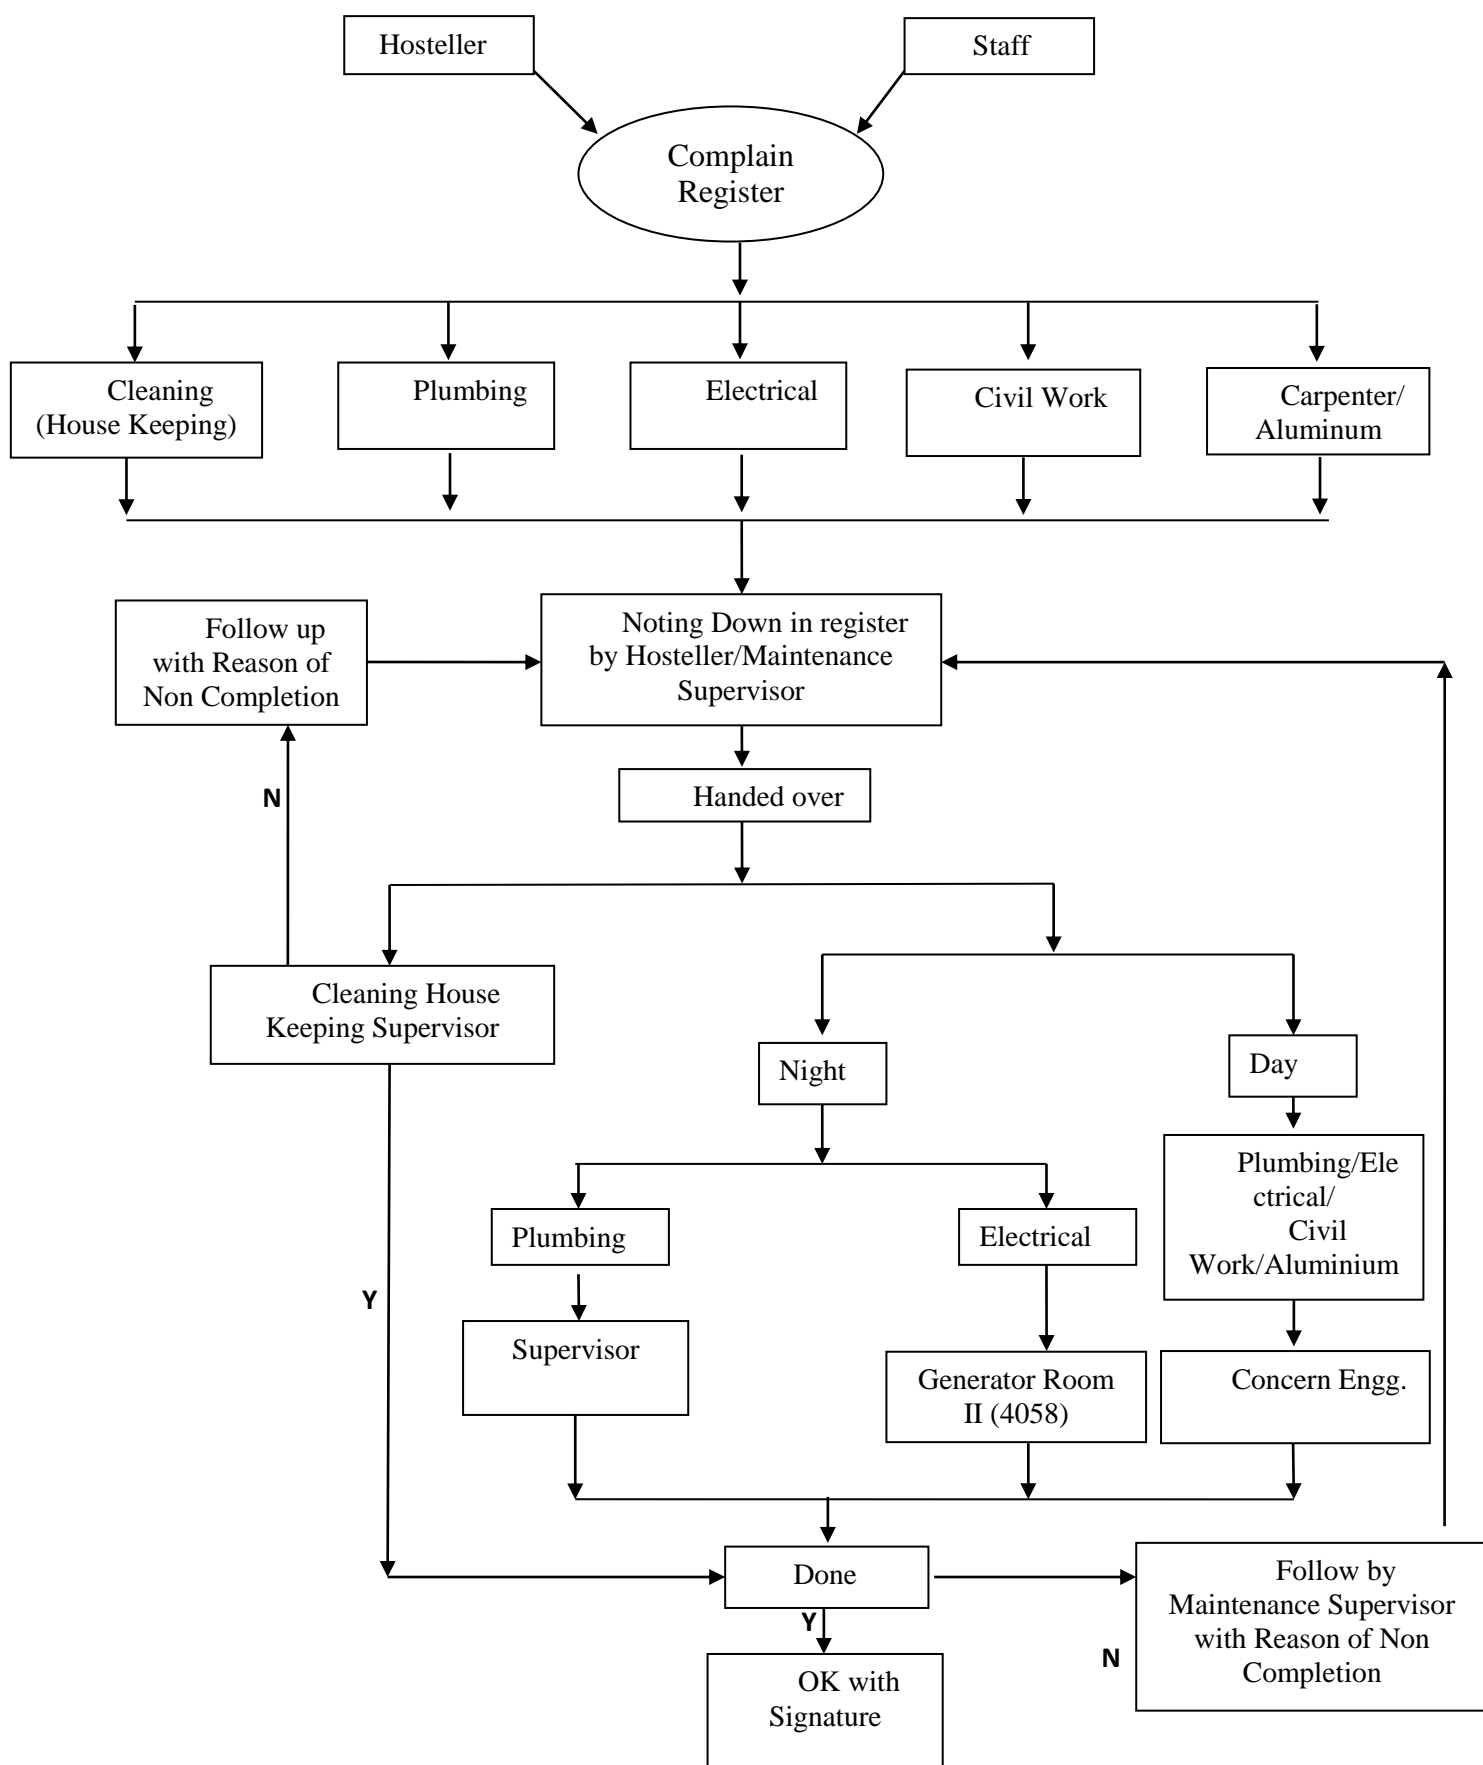 Hosteller
Staff
Complain
Register
Cleaning
(House Keeping)
Plumbing
Electrical
Civil Work
Carpenter/
Aluminum
Follow up
with Reason of
Non Completion
Noting Down in register
by Hosteller/Maintenance
Supervisor
N
Handed over
Cleaning House
Keeping Supervisor
Night
Day
Plumbing/Ele
ctrical/
Civil
Work/Aluminium
Plumbing
Electrical
Y
Supervisor
Generator Room
II (4058)
Concern Engg.
Done
Follow by
Maintenance Supervisor
with Reason of Non
Completion
Y
N
OK with
Signature